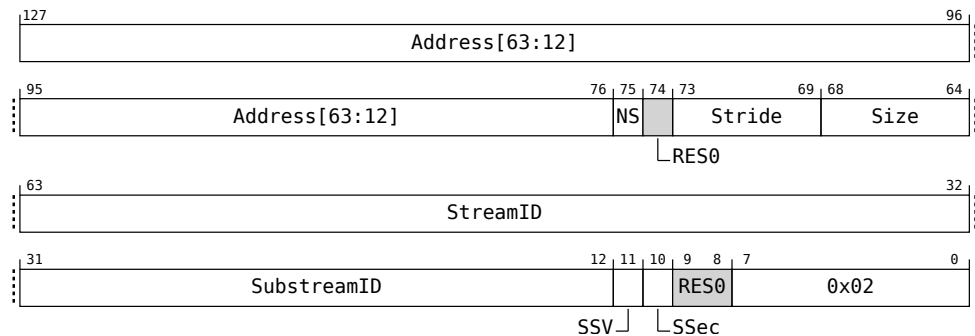 127 96
Address[63:12]
95 76 75 74 73 69 68 64
Address[63:12] NS Stride Size
RES0
63 32
StreamID
31 12 11 10 9 8 7 0
SubstreamID RES0 0x02
SSV SSec